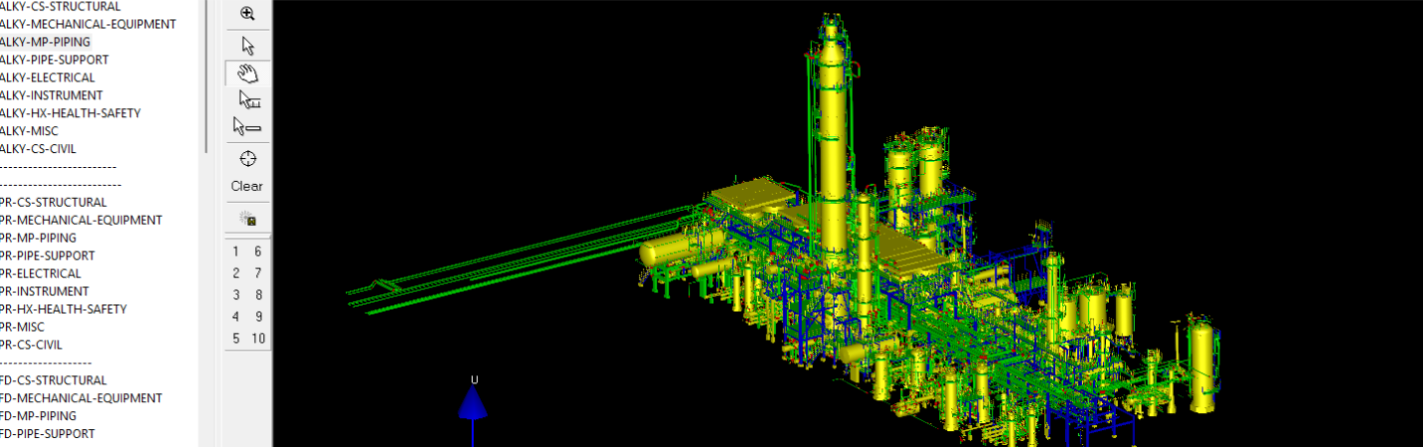 ALKY-CS-STRUCTURAL
ALKY-MECHANICAL-EQUIPMENT
ALKY-MP-PIPING
ALKY-PIPE-SUPPORT
ALKY-ELECTRICAL
ALKY-INSTRUMENT
ALKY-HX-HEALTH-SAFETY
ALKY-MISC
ALKY-CS-CIVIL
-------------------------
--------------------------
PR-CS-STRUCTURAL
PR-MECHANICAL-EQUIPMENT
PR-MP-PIPING
PR-PIPE-SUPPORT
PR-ELECTRICAL
PR-INSTRUMENT
PR-HX-HEALTH-SAFETY
PR-MISC
PR-CS-CIVIL
--------------------
FD-CS-STRUCTURAL
FD-MECHANICAL-EQUIPMENT
FD-MP-PIPING
FD-PIPE-SUPPORT
Clear
1 6
2 7
3 8
4 9
5 10
U